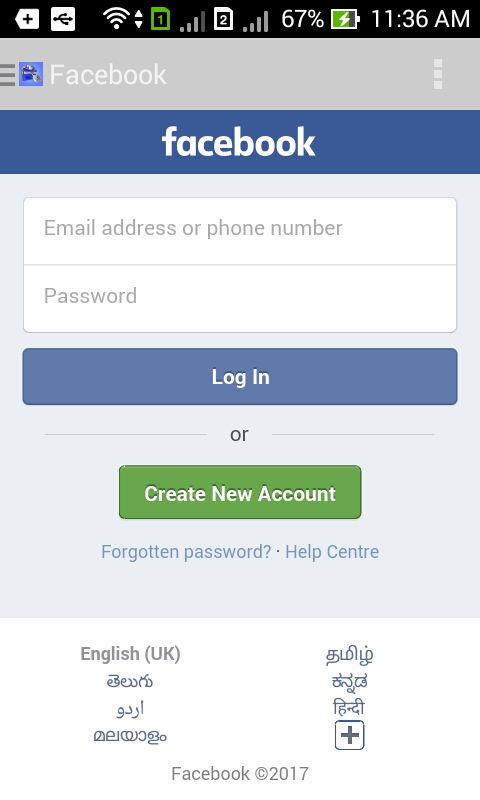 1 2 67% 11:36 AM
Facebook
facebook
Email address or phone number
Password
Log In
or
Create New Account
Forgotten password? · Help Centre
English (UK) தமிழ்
తెలుగు ಕನ್ನಡ
اردو हिन्दी
മലയാളം
Facebook ©2017